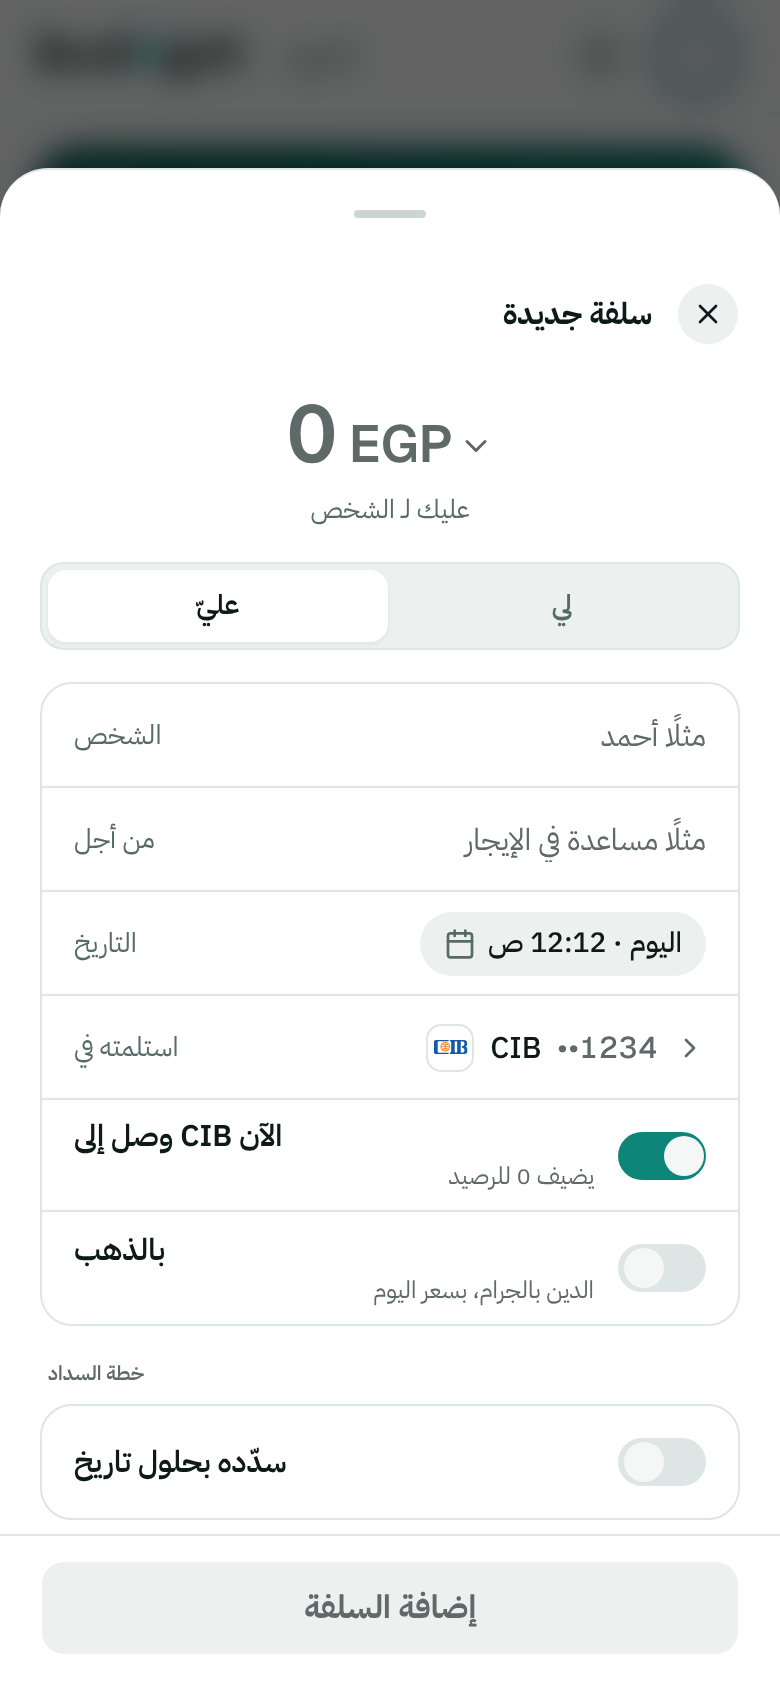 سلفة جديدة
0 EGP
عليك لـ الشخص
عليّ
لي
الشخص
مثلًا أحمد
من أجل
مثلًا مساعدة في الإيجار
التاريخ
اليوم · 12:12 ص
استلمته في
CIB CIB ••1234
وصل إلى CIB الآن
يضيف 0 للرصيد
بالذهب
الدين بالجرام، بسعر اليوم
خطة السداد
سدّده بحلول تاريخ
إضافة السلفة